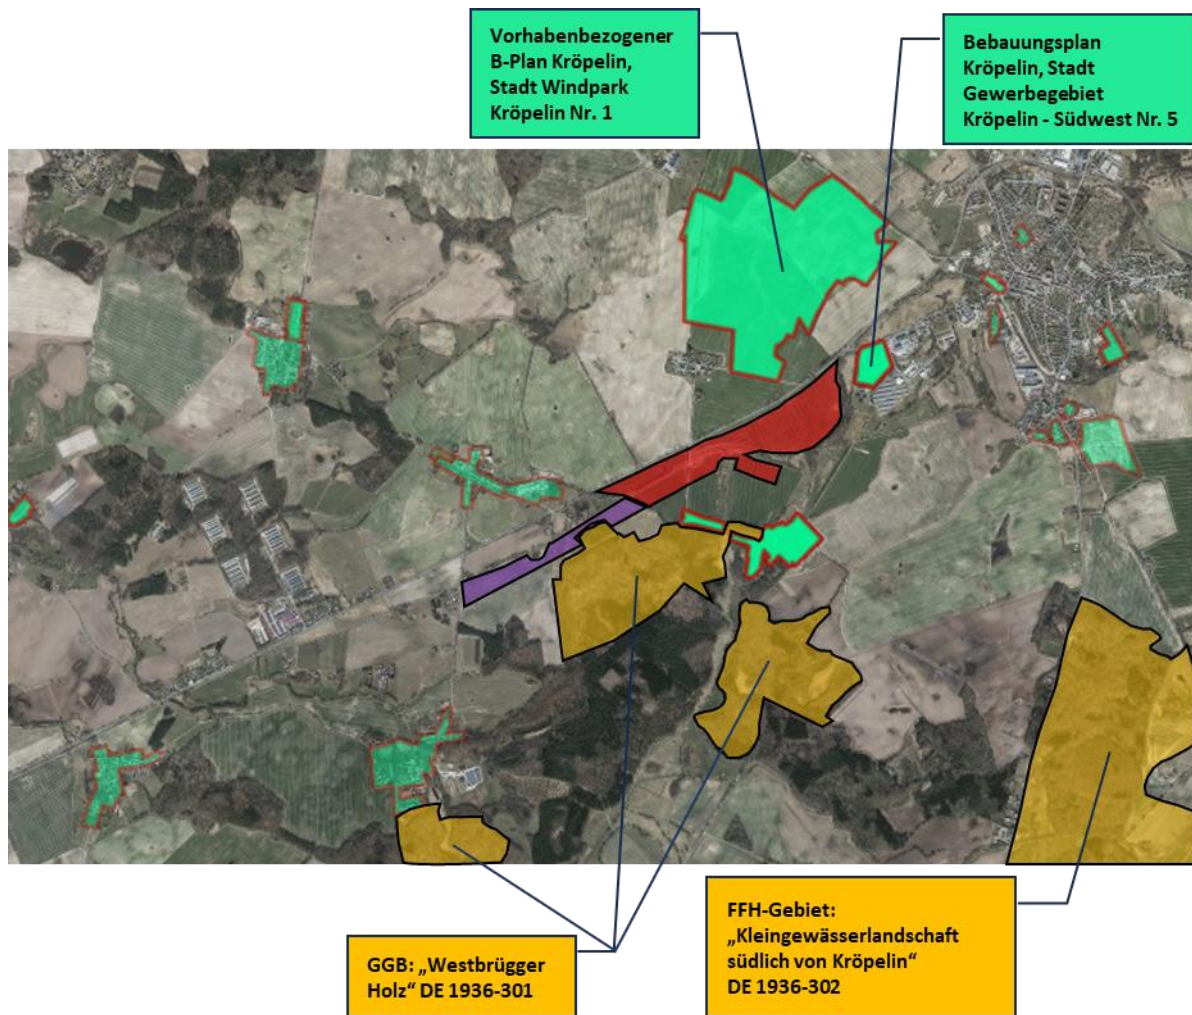 Vorhabenbezogener
B-Plan Kröpelin,
Stadt Windpark
Kröpelin Nr. 1
Bebauungsplan
Kröpelin, Stadt
Gewerbegebiet
Kröpelin - Südwest Nr. 5
GGB: „Westbrügger
Holz“ DE 1936-301
FFH-Gebiet:
„Kleingewässerlandschaft
südlich von Kröpelin“
DE 1936-302